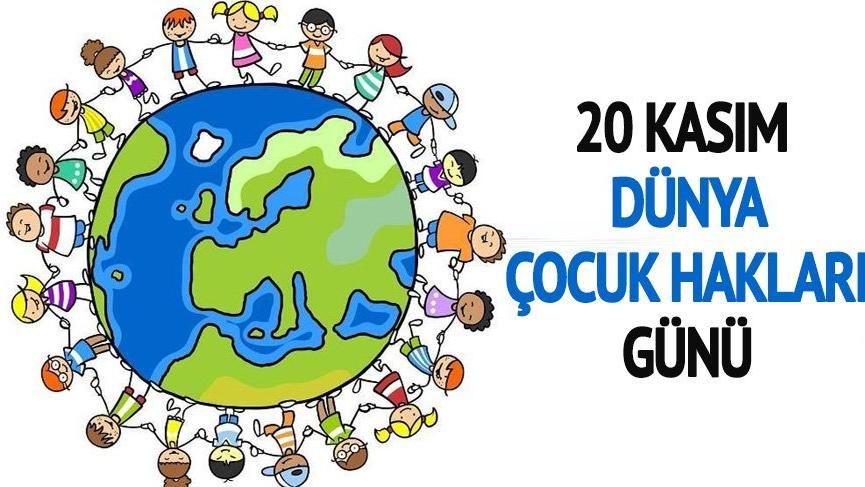 20 KASIM
DÜNYA
ÇOCUK HAKLARI
GÜNÜ